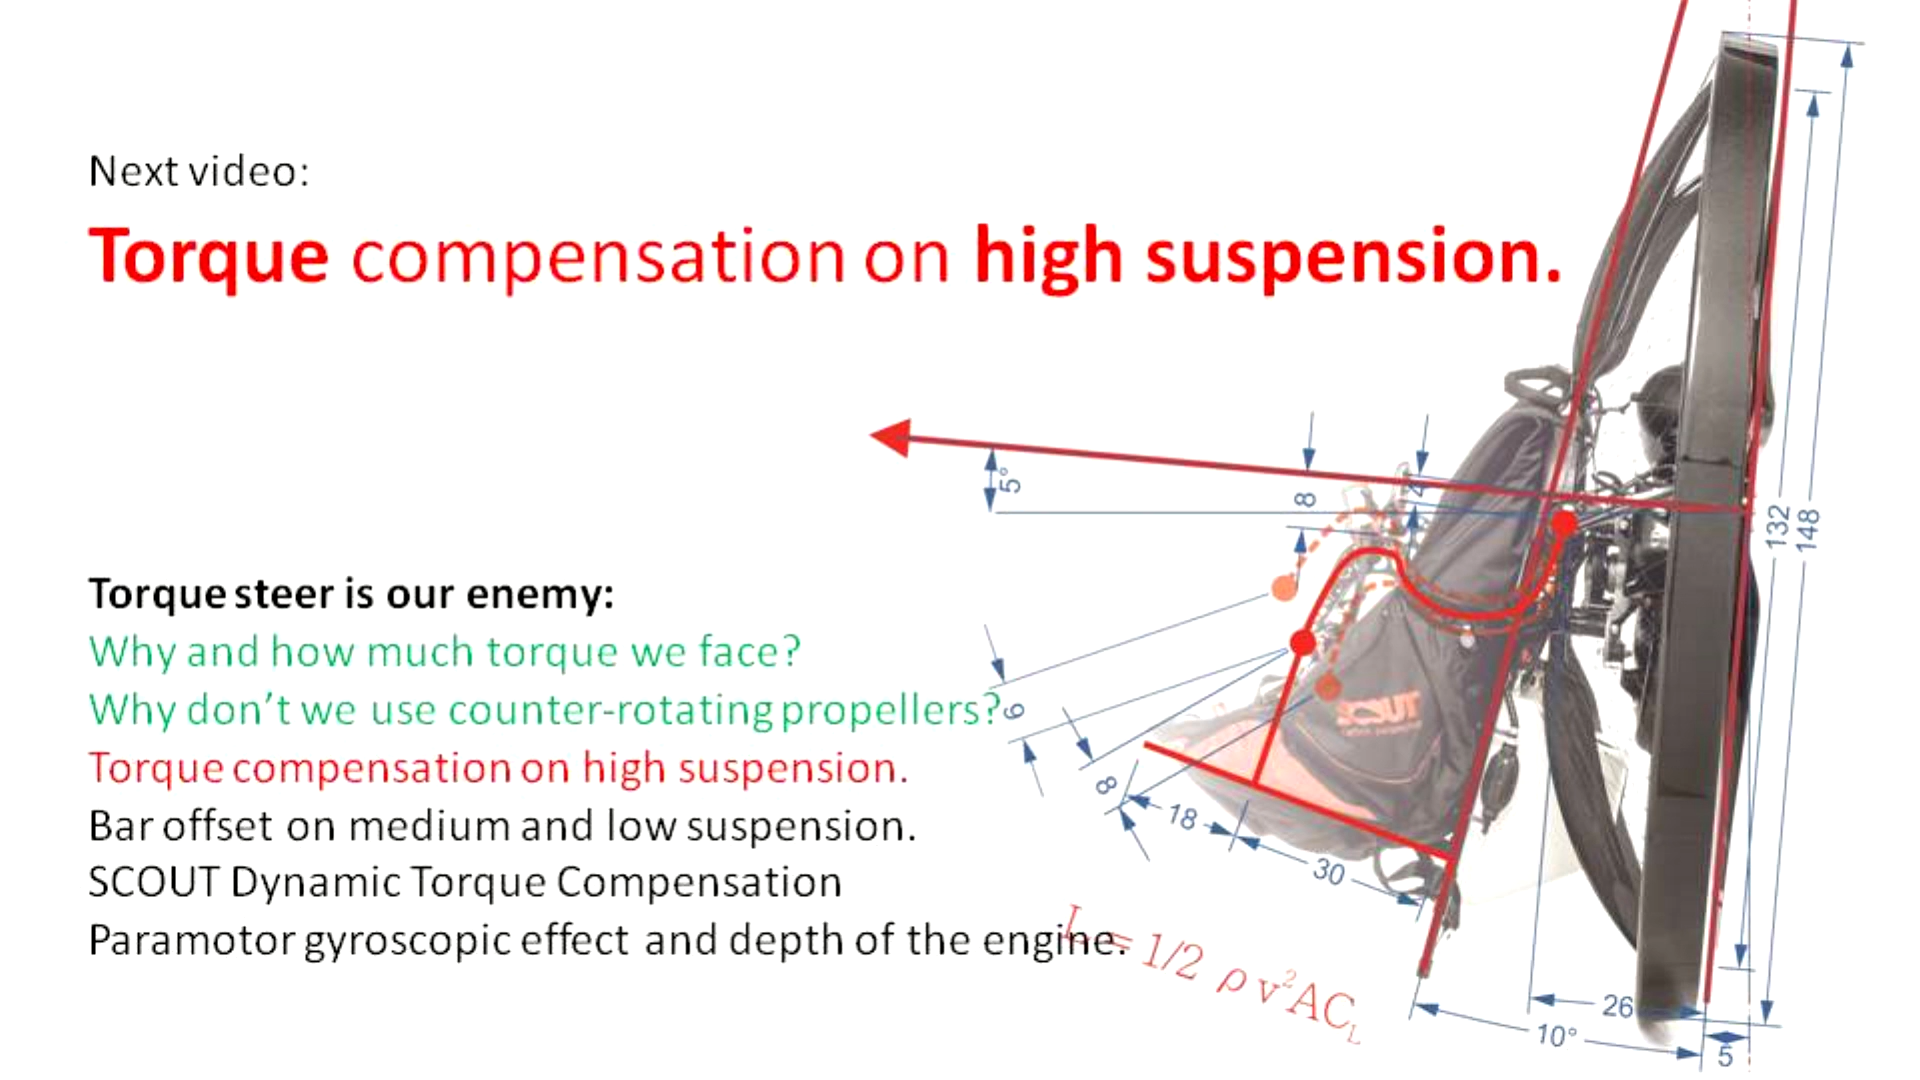 Next video:
Torque compensation on high suspension.
Torque steer is our enemy:
Why and how much torque we face?
Why don't we use counter-rotating propellers?
Torque compensation on high suspension.
Bar offset on medium and low suspension.
SCOUT Dynamic Torque Compensation
Paramotor gyroscopic effect and depth of the engine.
5°
8
4
132
148
6
8
18
30
SCOUT
L = 1/2 ρ v²AC_L
26
10°
5